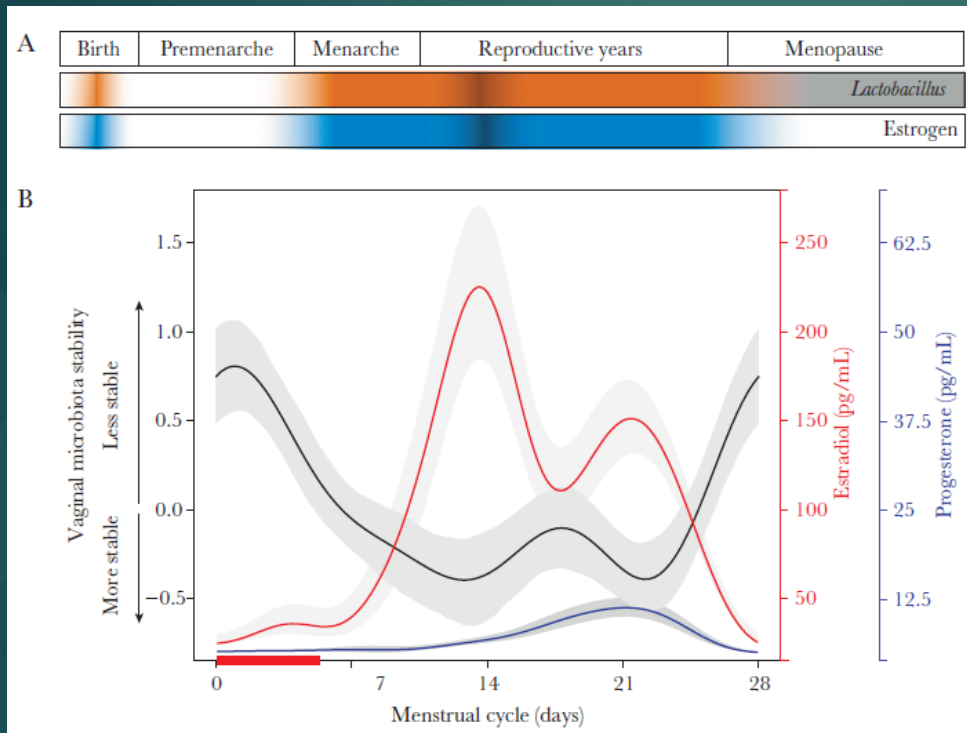 A
Birth Premenarche Menarche Reproductive years Menopause
Lactobacillus
Estrogen
B
Vaginal microbiota stability
Less stable
More stable
1.5
1.0
0.5
0.0
−0.5
250
200
150
100
50
Estradiol (pg/mL)
62.5
50
37.5
25
12.5
Progesterone (pg/mL)
0 7 14 21 28
Menstrual cycle (days)